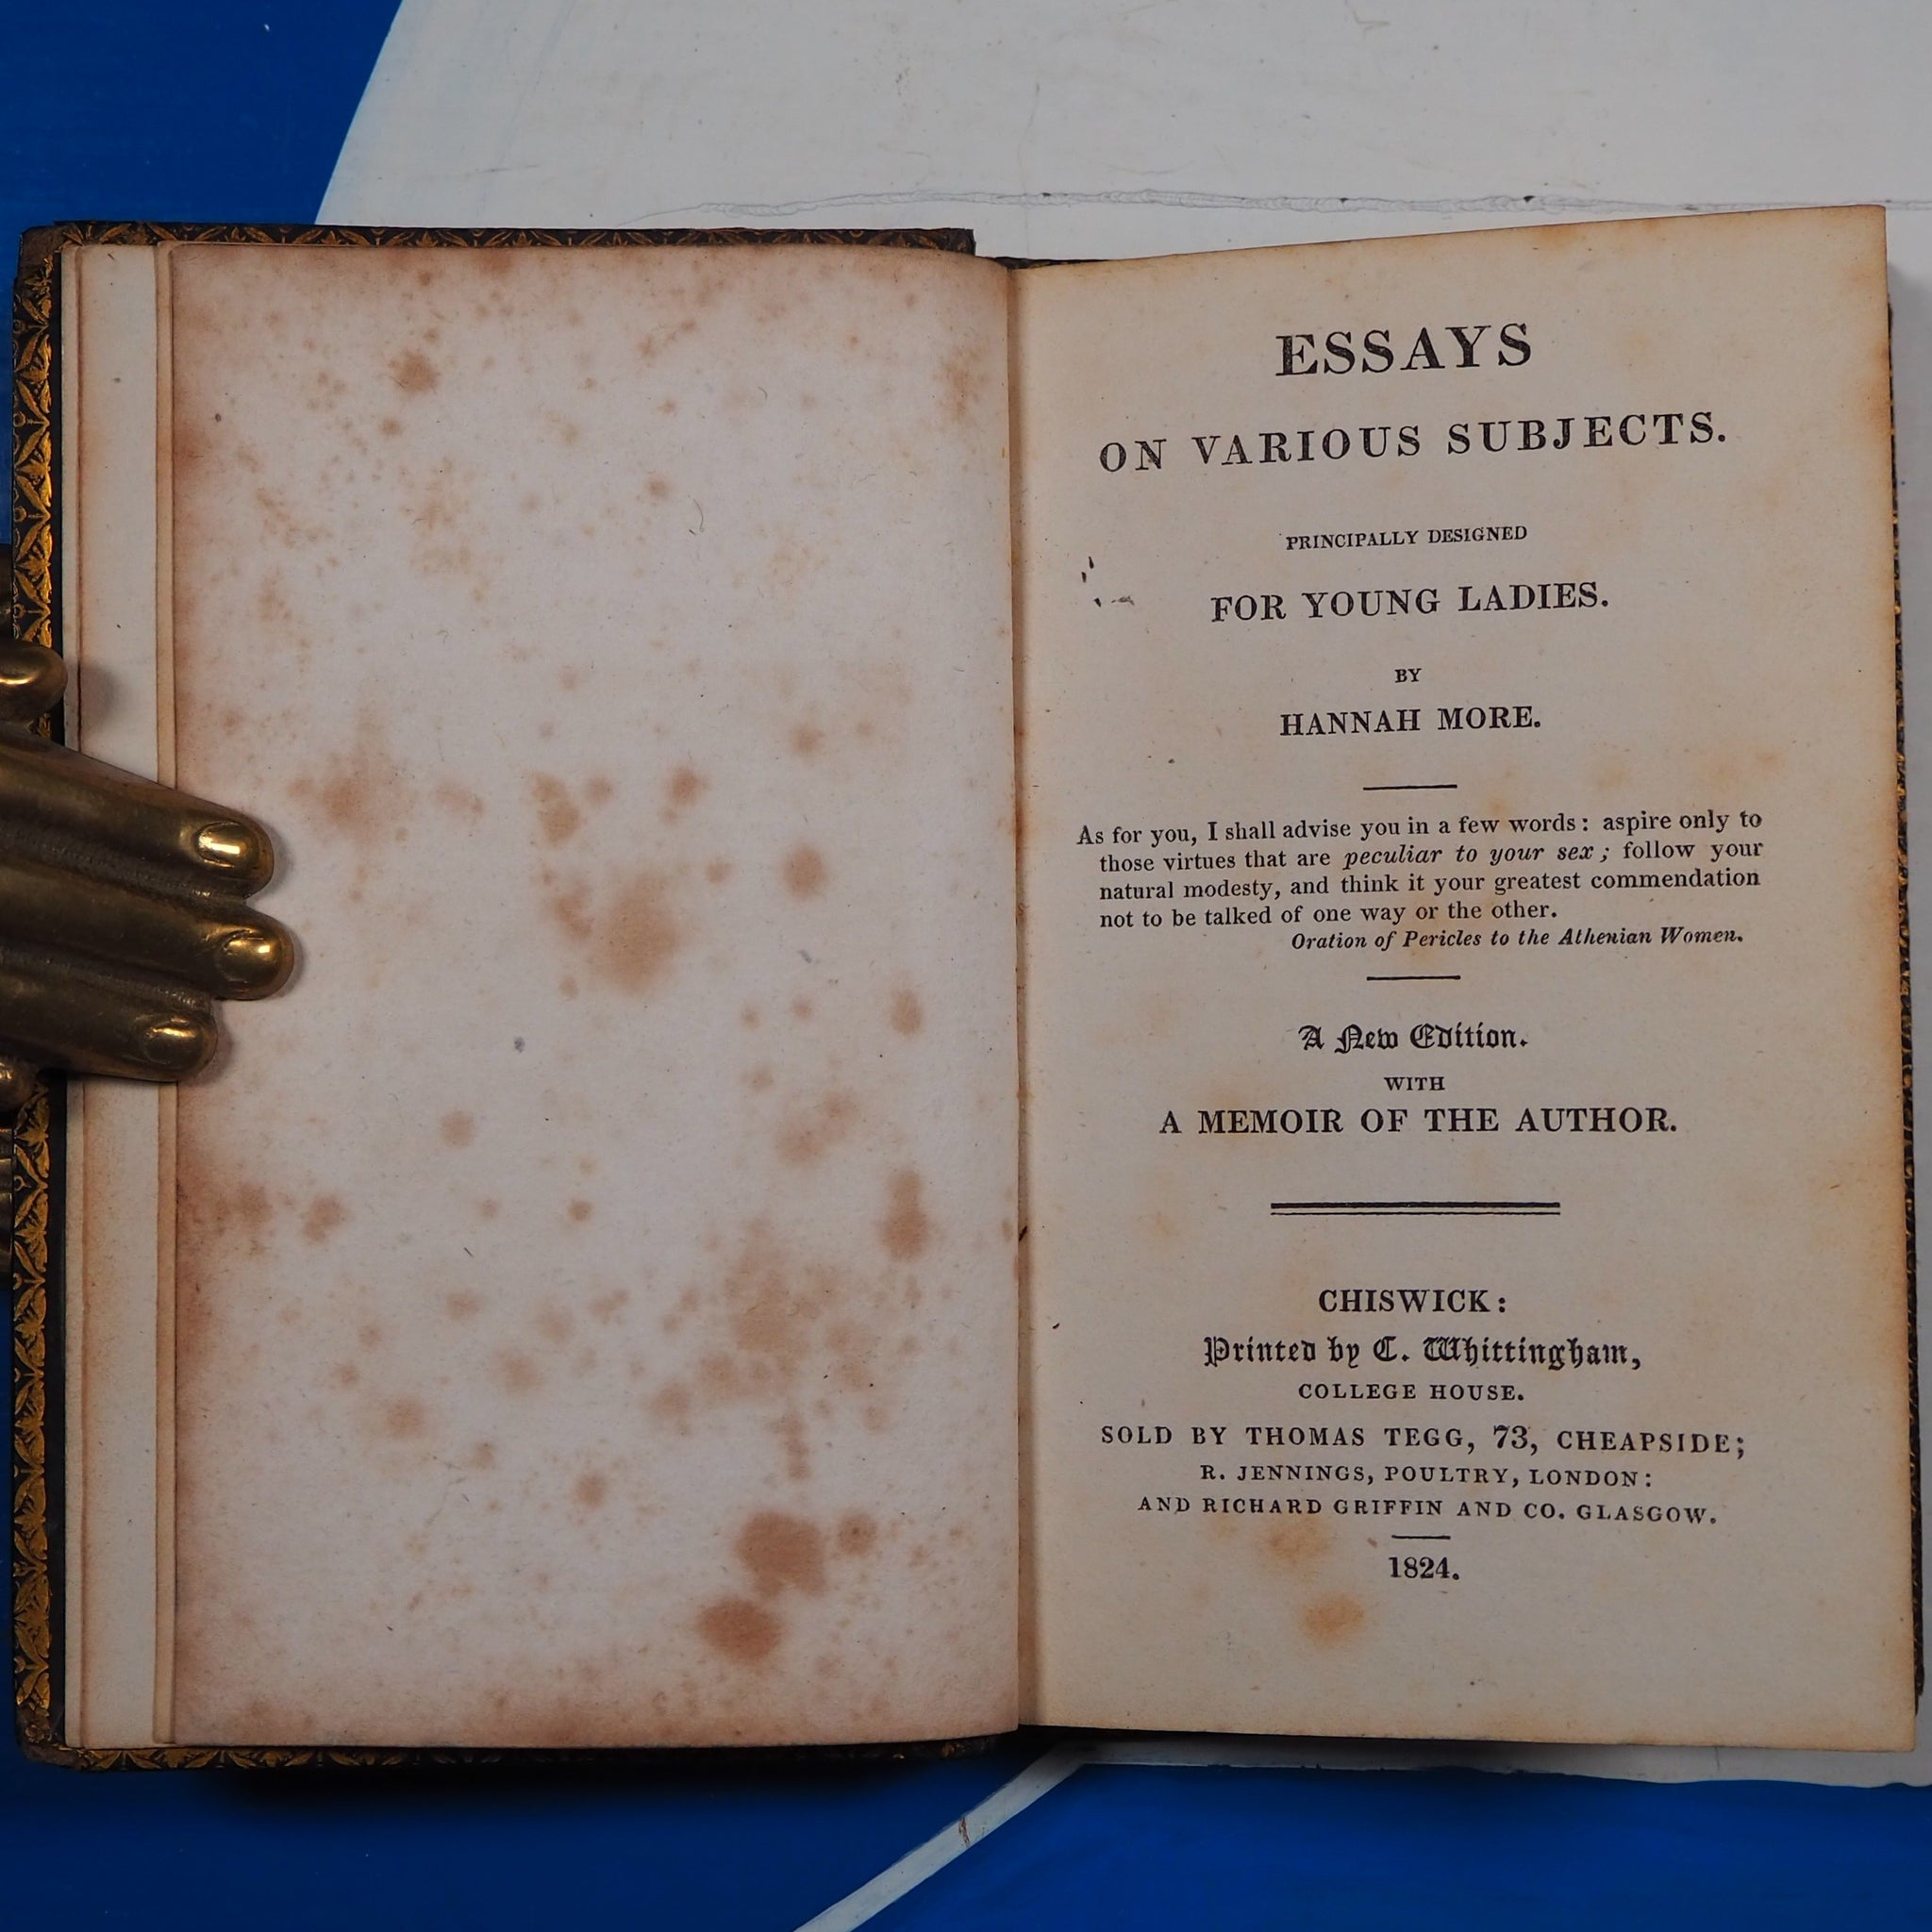 ESSAYS
ON VARIOUS SUBJECTS.
PRINCIPALLY DESIGNED
FOR YOUNG LADIES.
BY
HANNAH MORE.
As for you, I shall advise you in a few words: aspire only to
those virtues that are peculiar to your sex; follow your
natural modesty, and think it your greatest commendation
not to be talked of one way or the other.
Oration of Pericles to the Athenian Women.
A New Edition.
WITH
A MEMOIR OF THE AUTHOR.
CHISWICK:
Printed by C. Whittingham,
COLLEGE HOUSE.
SOLD BY THOMAS TEGG, 73, CHEAPSIDE;
R. JENNINGS, POULTRY, LONDON:
AND RICHARD GRIFFIN AND CO. GLASGOW.
1824.